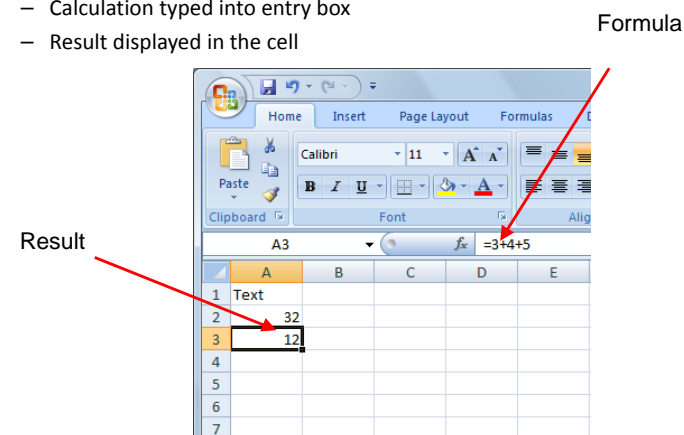 – Calculation typed into entry box
– Result displayed in the cell
Formula
Home Insert Page Layout Formulas
Calibri 11 A A
Paste B I U A
Clipboard Font
A3 fx =3+4+5
Result
A B C D E
1 Text
2 32
3 12
4
5
6
7